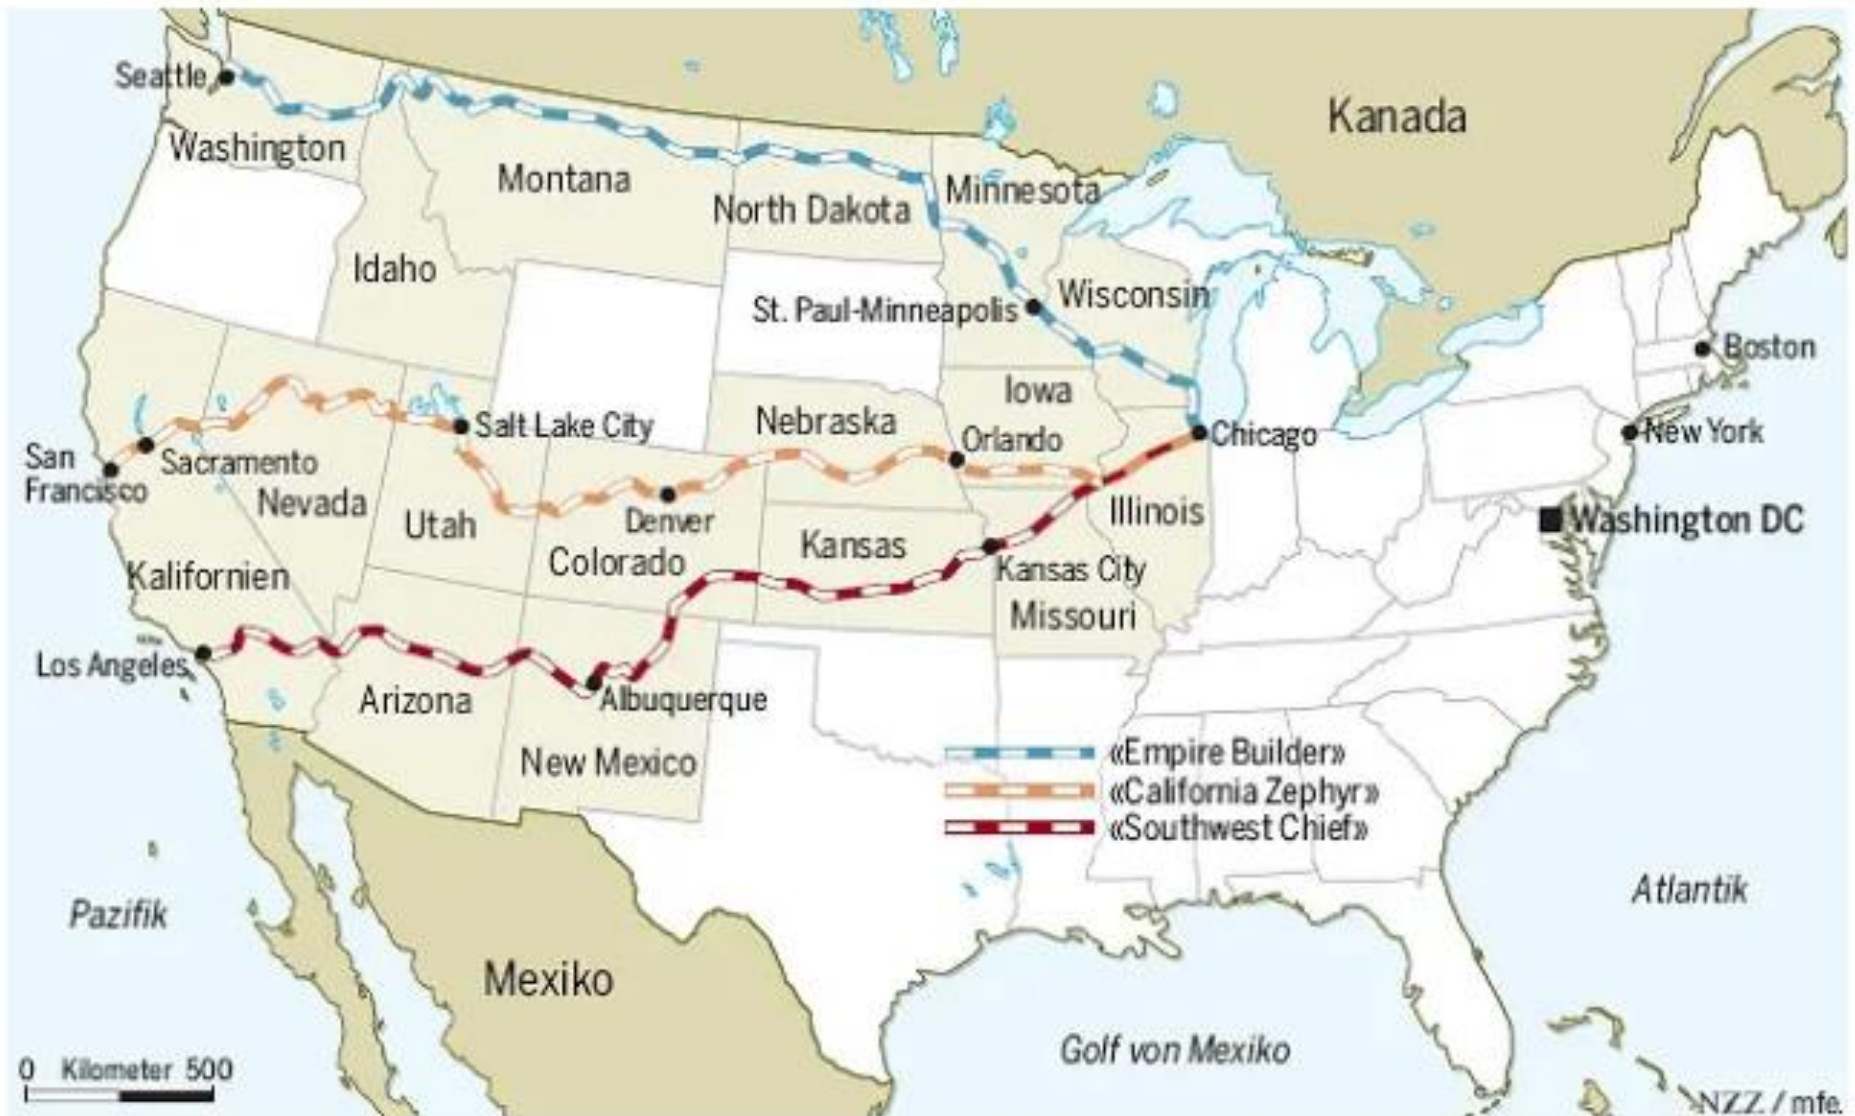 Kanada
Seattle
Washington
Montana
North Dakota
Minnesota
Idaho
St. Paul-Minneapolis
Wisconsin
Boston
Iowa
Nebraska
Salt Lake City
Orlando
Chicago
New York
San
Francisco
Sacramento
Nevada
Utah
Denver
Illinois
Washington DC
Colorado
Kansas
Kansas City
Kalifornien
Missouri
Los Angeles
Arizona
Albuquerque
New Mexico
«Empire Builder»
«California Zephyr»
«Southwest Chief»
Pazifik
Atlantik
Mexiko
Golf von Mexiko
0 Kilometer 500
NZZ / mfe.